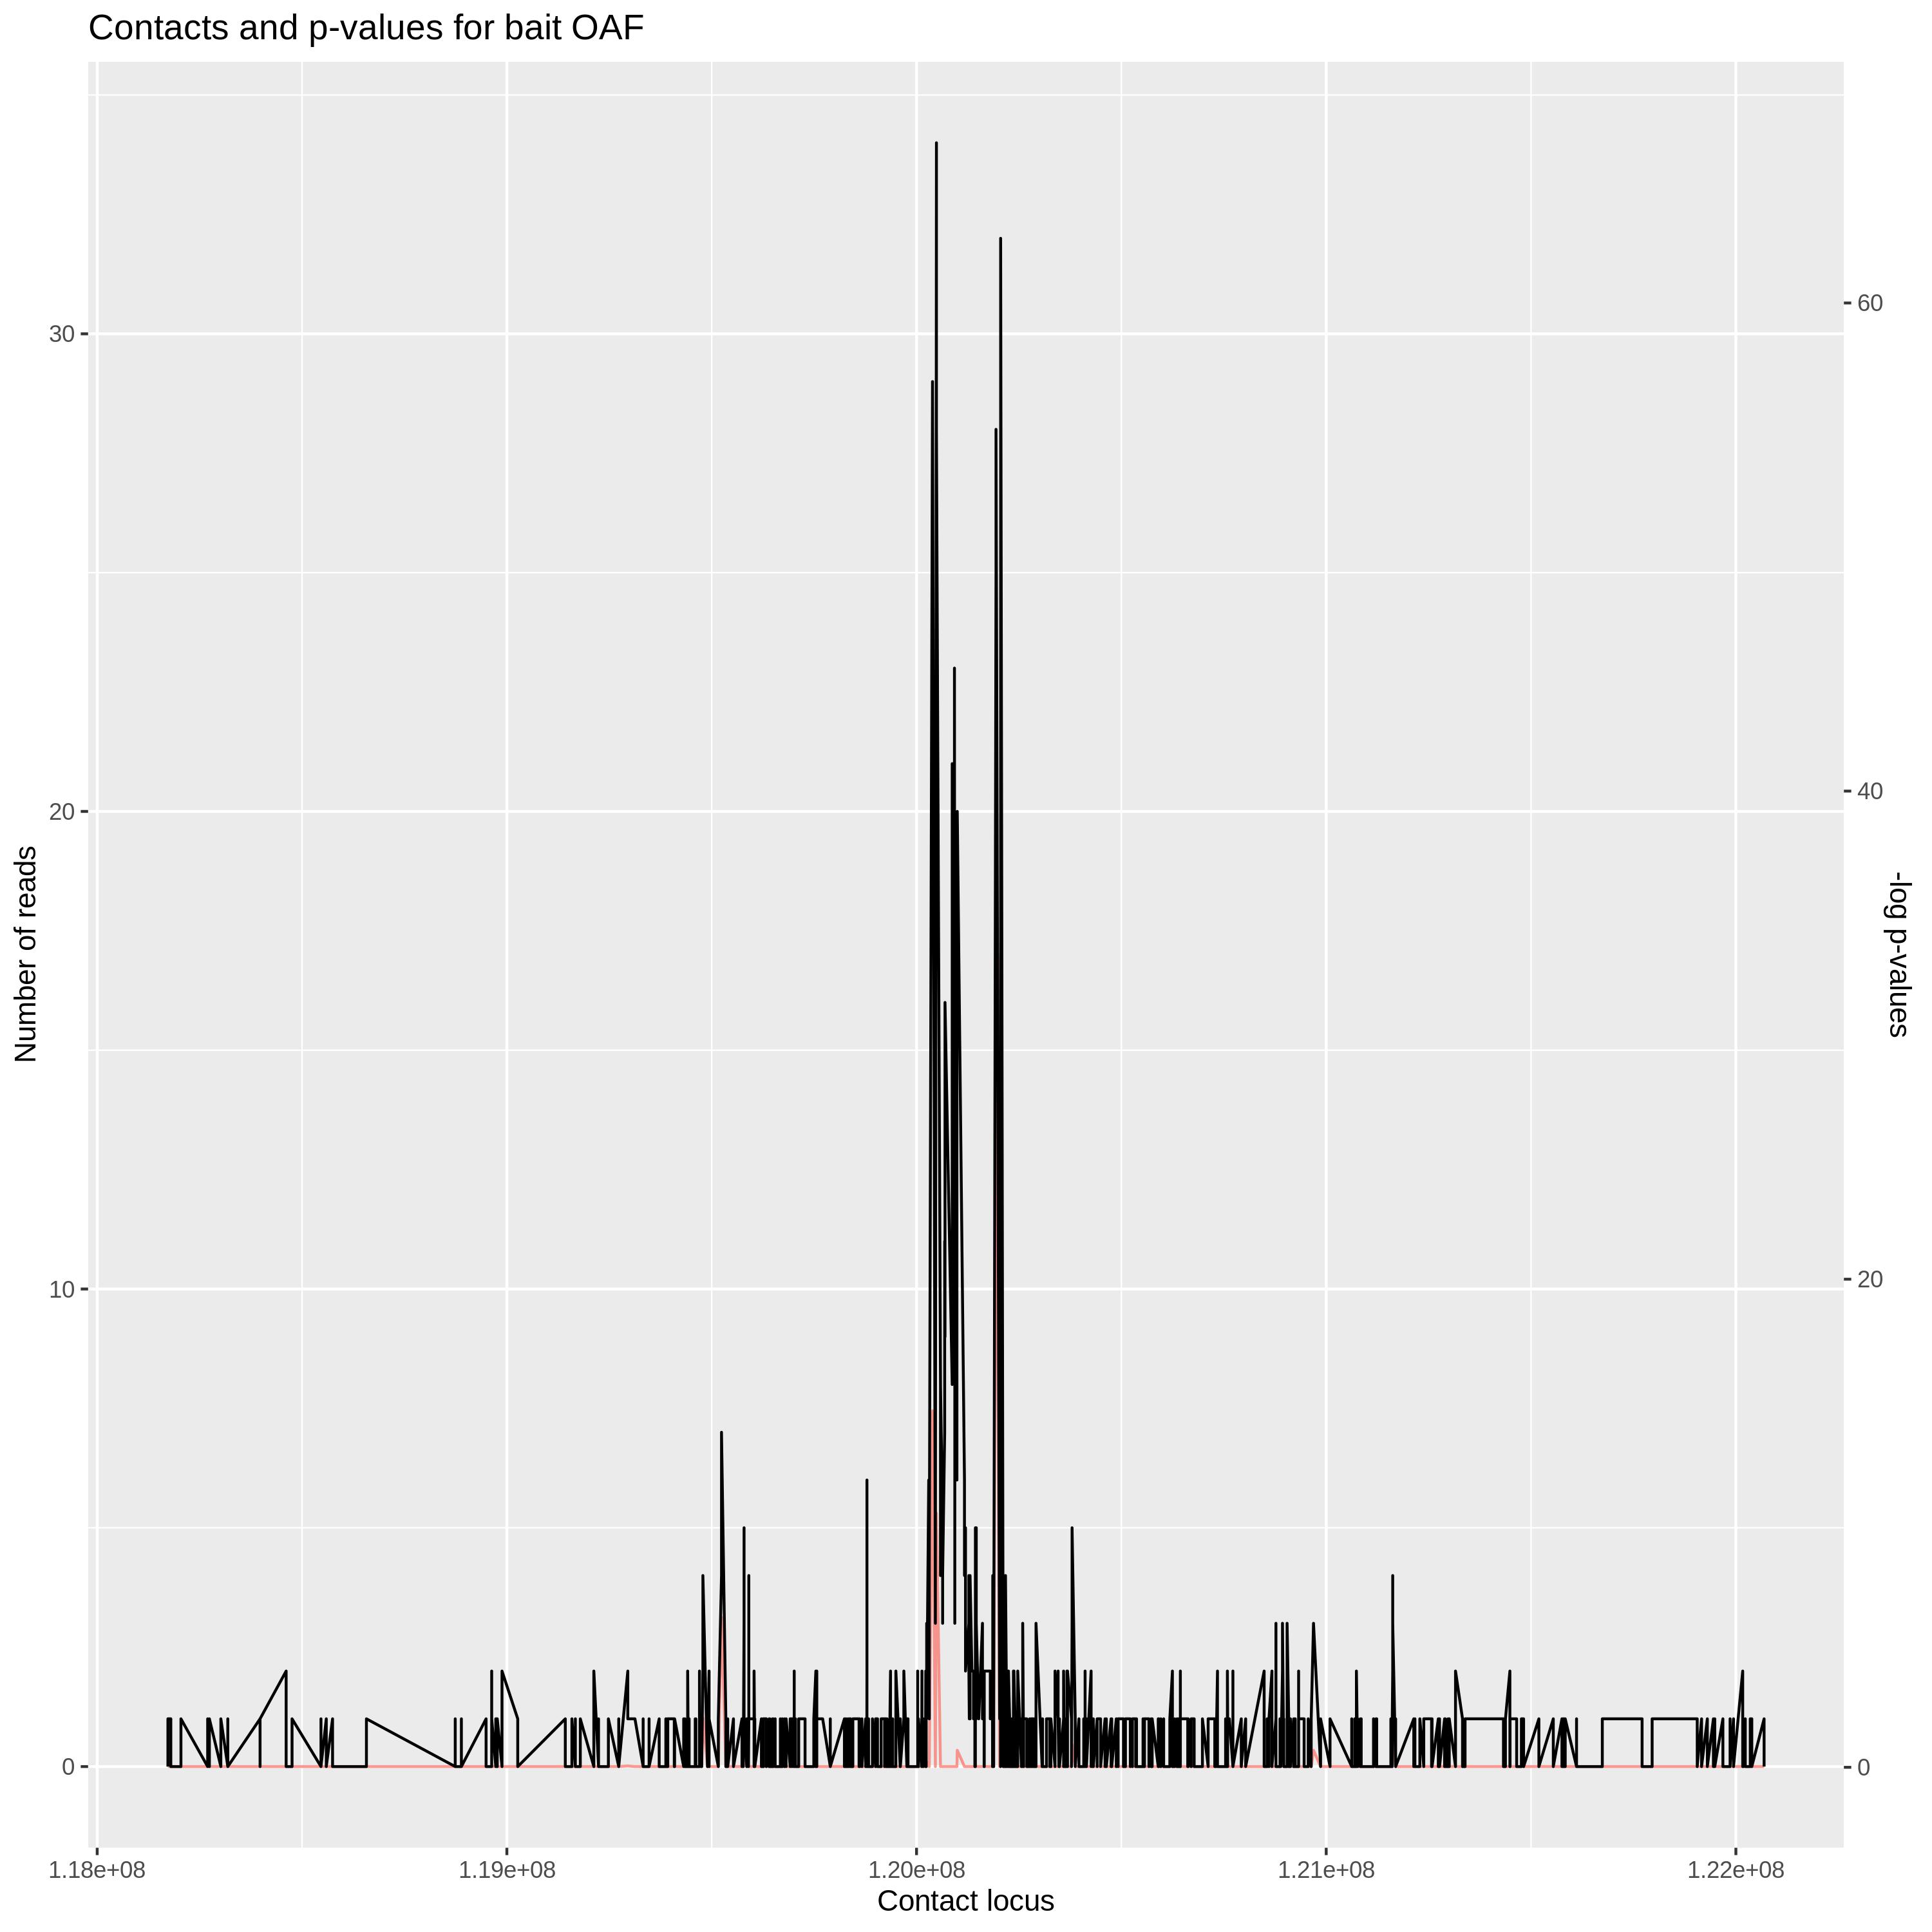 Contacts and p-values for bait OAF
Number of reads
30
20
10
0
60
40
20
0
-log p-values
1.18e+08
1.19e+08
1.20e+08
1.21e+08
1.22e+08
Contact locus